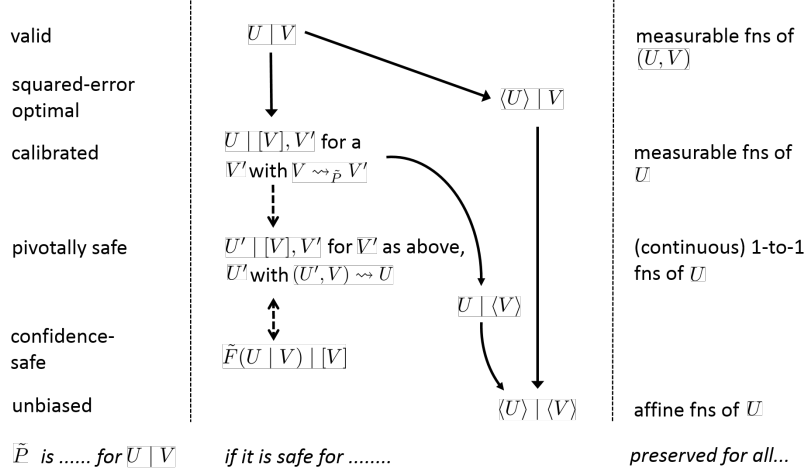 valid
U | V
measurable fns of
(U, V)
squared-error
optimal
⟨U⟩ | V
calibrated
U | [V], V′ for a
V′ with V ⇝_P̃ V′
measurable fns of
U
pivotally safe
U′ | [V], V′ for V′ as above,
U′ with (U′, V) ⇝ U
(continuous) 1-to-1
fns of U
U | ⟨V⟩
confidence-
safe
F̃(U | V) | [V]
unbiased
⟨U⟩ | ⟨V⟩
affine fns of U
P̃ is ...... for U | V
if it is safe for ........
preserved for all...